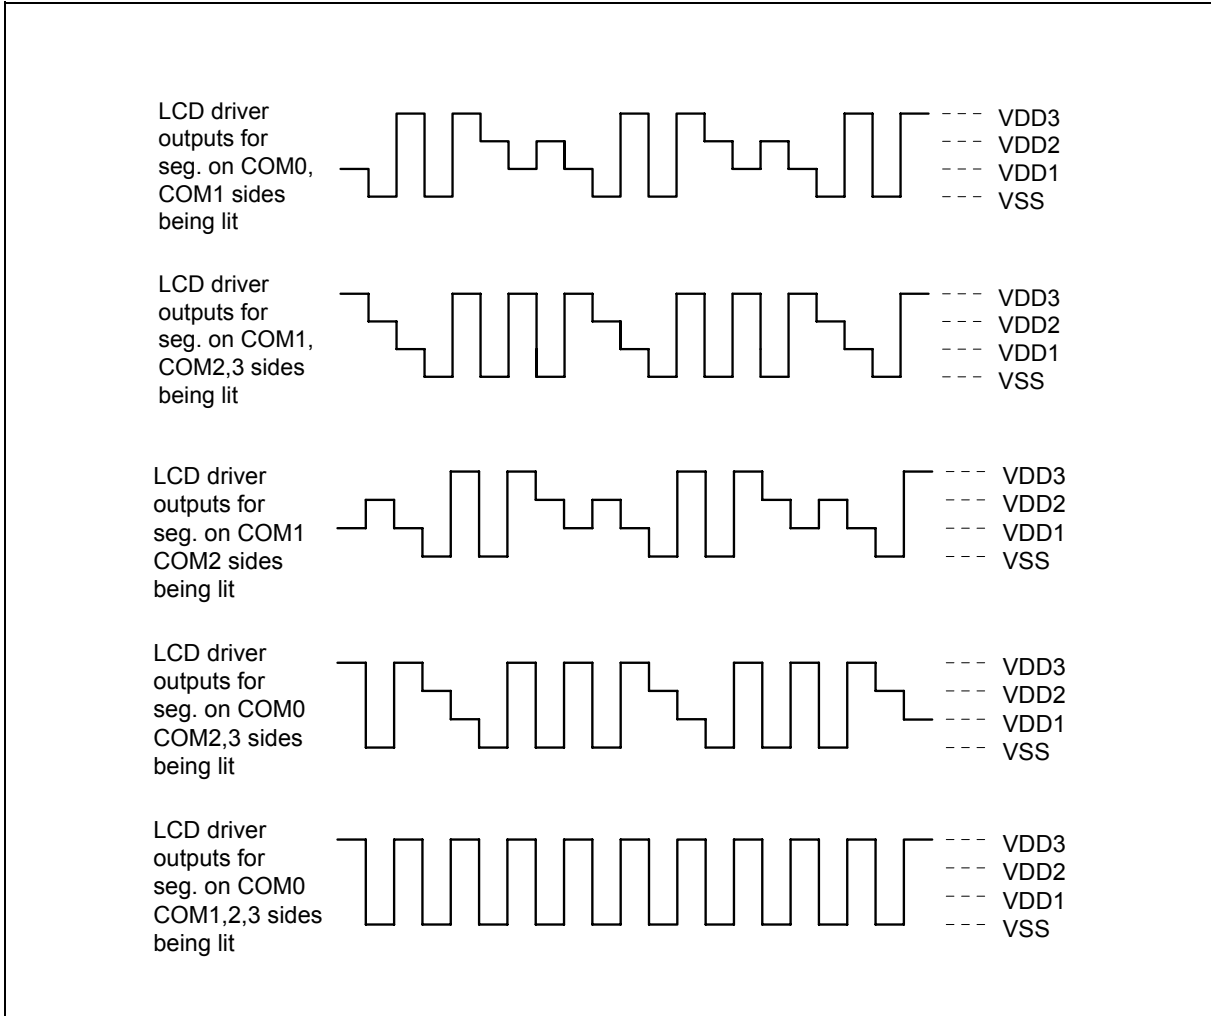 LCD driver
outputs for
seg. on COM0,
COM1 sides
being lit
VDD3
VDD2
VDD1
VSS
LCD driver
outputs for
seg. on COM1,
COM2,3 sides
being lit
VDD3
VDD2
VDD1
VSS
LCD driver
outputs for
seg. on COM1
COM2 sides
being lit
VDD3
VDD2
VDD1
VSS
LCD driver
outputs for
seg. on COM0
COM2,3 sides
being lit
VDD3
VDD2
VDD1
VSS
LCD driver
outputs for
seg. on COM0
COM1,2,3 sides
being lit
VDD3
VDD2
VDD1
VSS